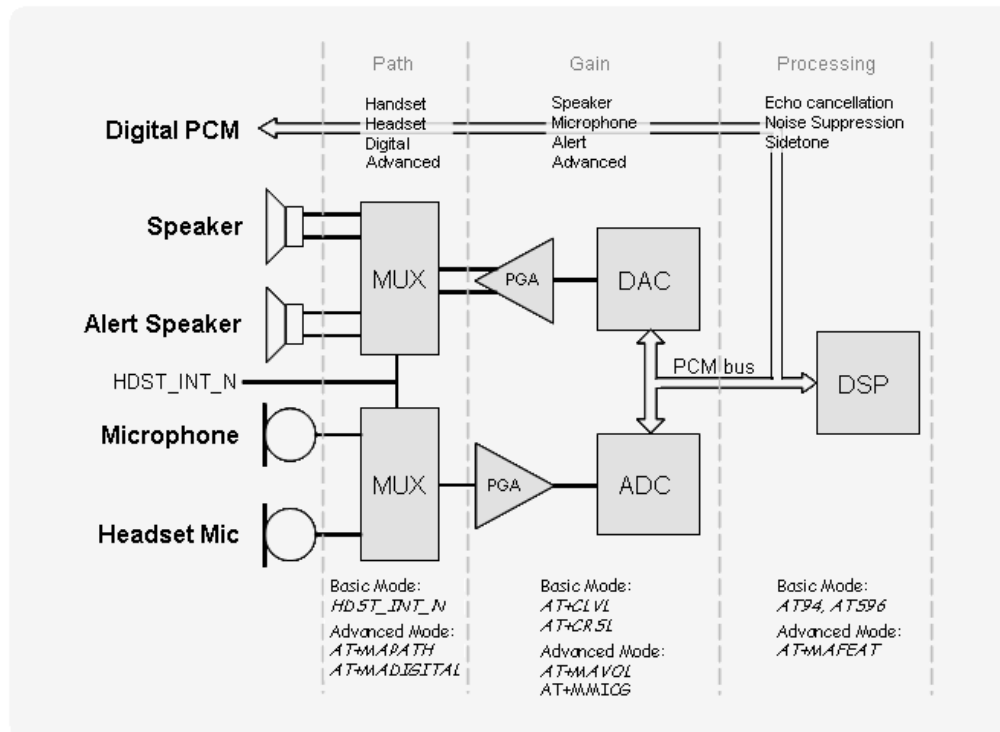 Path
Gain
Processing
Handset
Headset
Digital
Advanced
Speaker
Microphone
Alert
Advanced
Echo cancellation
Noise Suppression
Sidetone
Digital PCM
Speaker
MUX
PGA
DAC
Alert Speaker
HDST_INT_N
PCM bus
DSP
Microphone
MUX
PGA
ADC
Headset Mic
Basic Mode:
HDST_INT_N
Advanced Mode:
AT+MAPATH
AT+MADIGITAL
Basic Mode:
AT+CLVL
AT+CRSL
Advanced Mode:
AT+MAVOL
AT+MMICG
Basic Mode:
ATS94, ATS96
Advanced Mode:
AT+MAFEAT